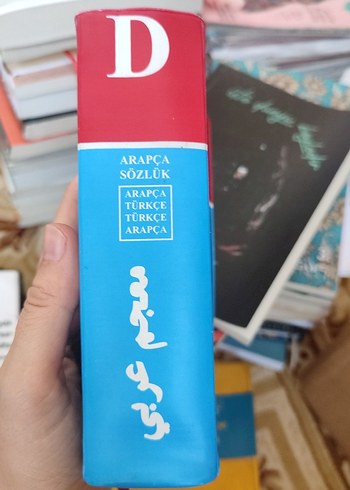 D
ARAPÇA
SÖZLÜK
ARAPÇA
TÜRKÇE
TÜRKÇE
ARAPÇA
معجم عربي